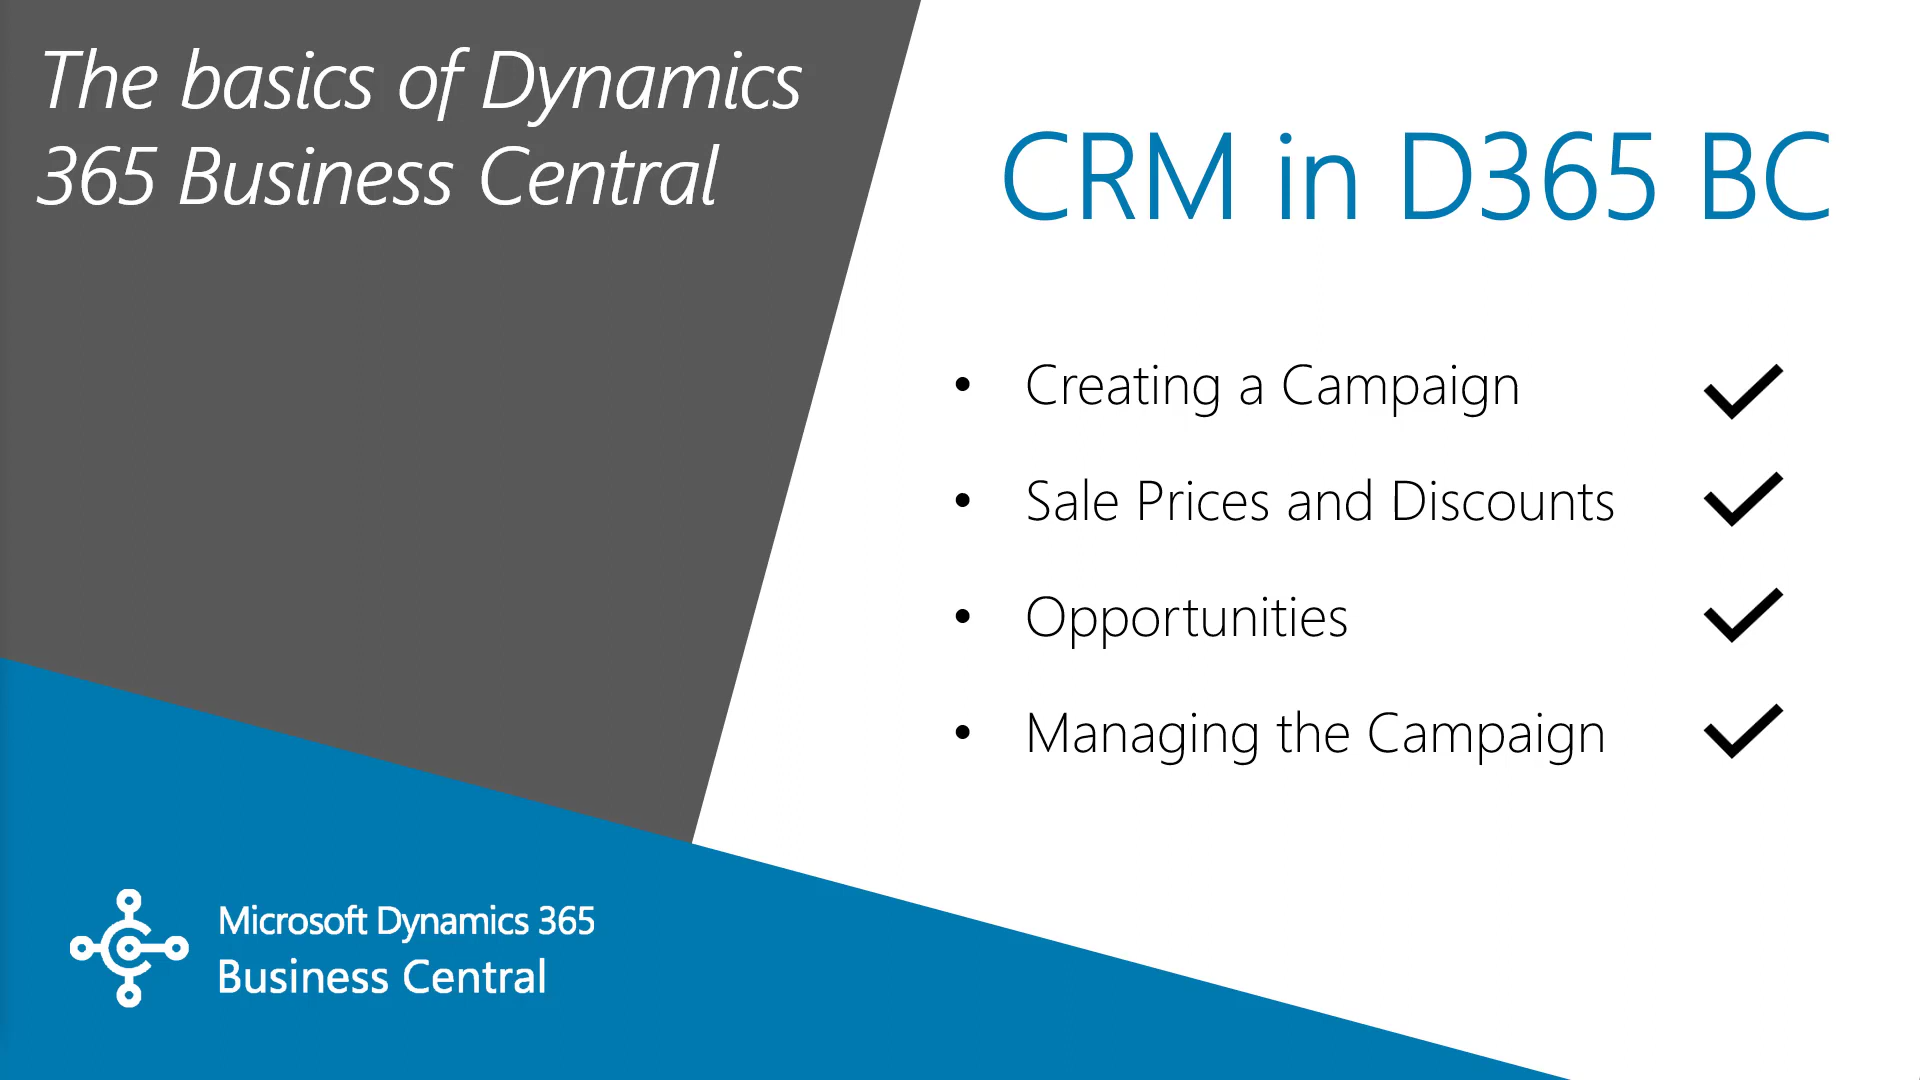 The basics of Dynamics
365 Business Central
CRM in D365 BC
• Creating a Campaign
• Sale Prices and Discounts
• Opportunities
• Managing the Campaign
Microsoft Dynamics 365
Business Central